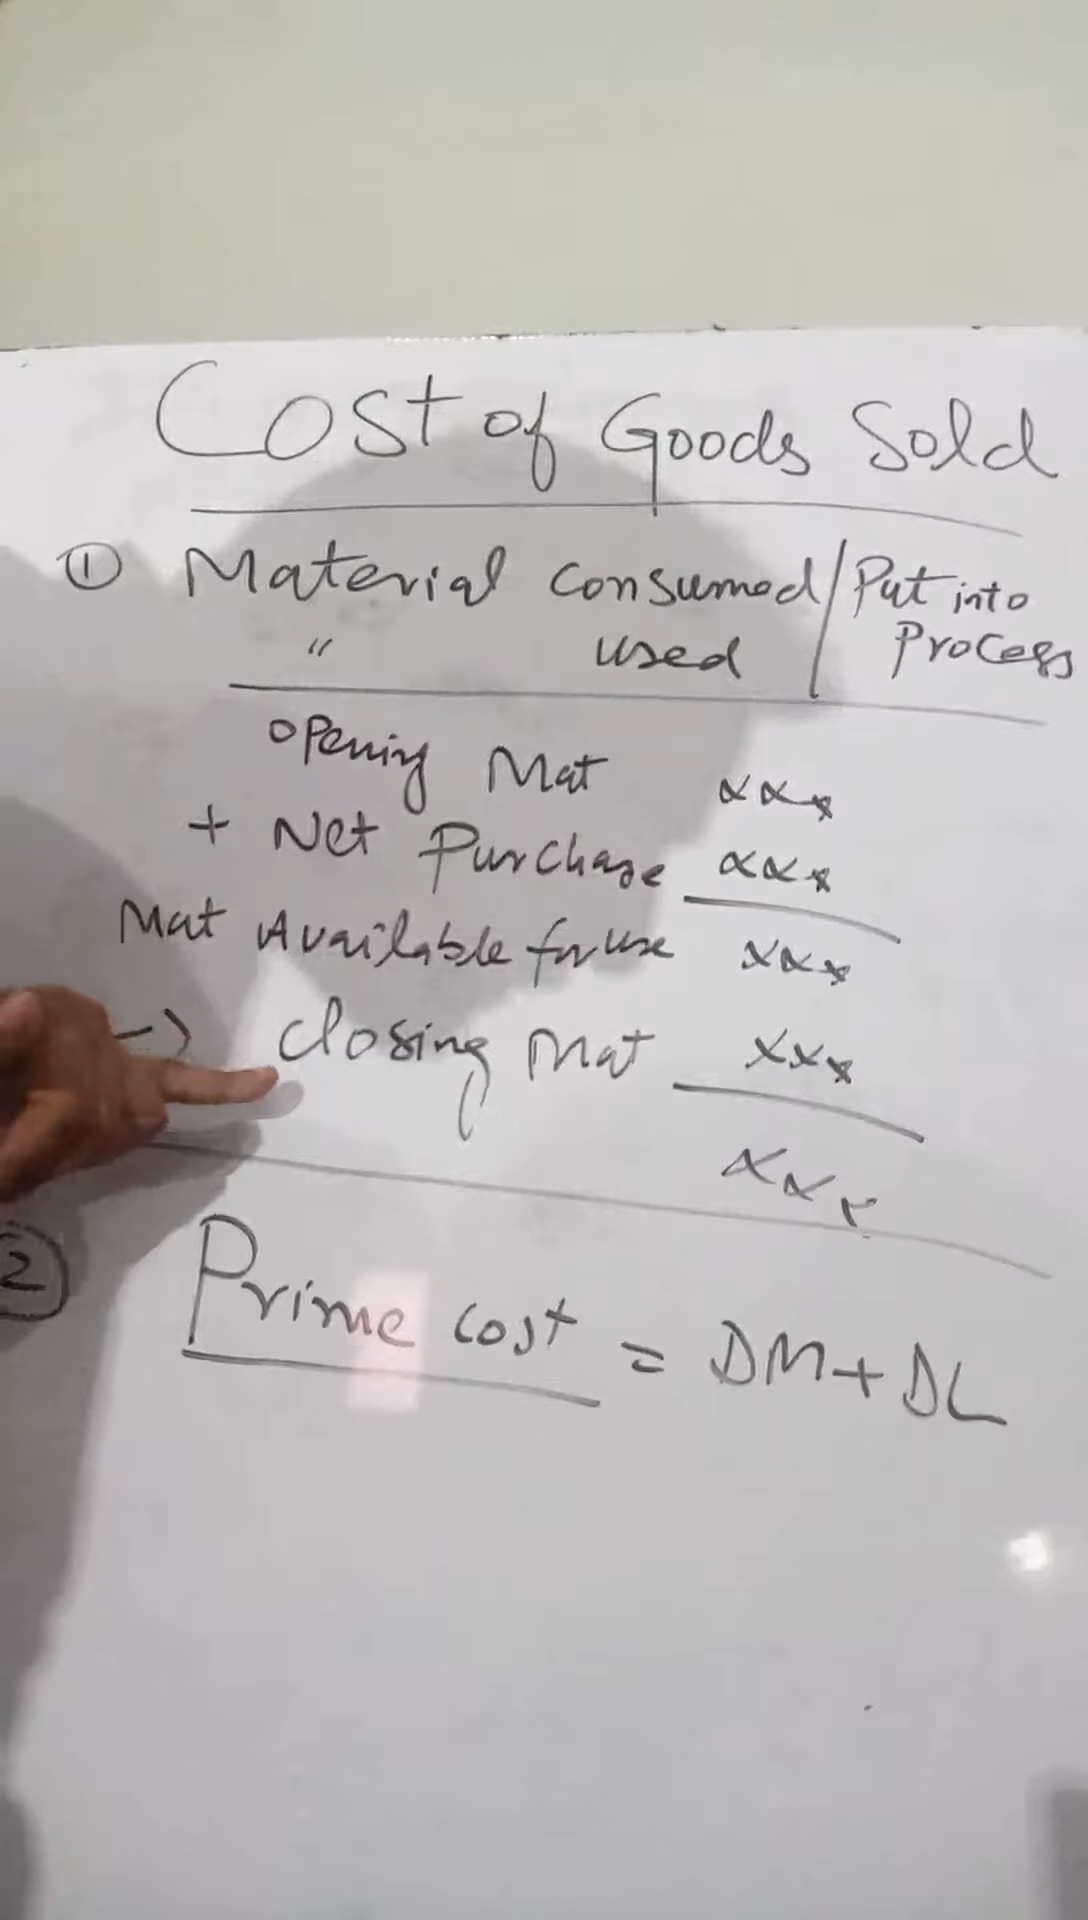 Cost of Goods Sold
① Material consumed / Put into
" used / Process
Opening Mat xxx
+ Net Purchase xxx
Mat Available for use xxx
(-) closing Mat xxx
xxx
② Prime cost = DM + DL